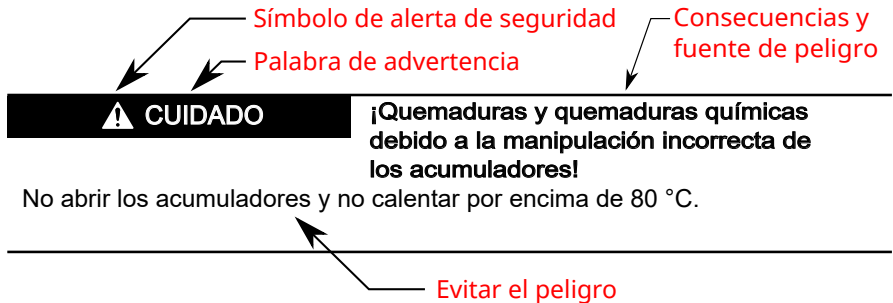 Símbolo de alerta de seguridad
Consecuencias y
fuente de peligro
Palabra de advertencia
CUIDADO
¡Quemaduras y quemaduras químicas
debido a la manipulación incorrecta de
los acumuladores!
No abrir los acumuladores y no calentar por encima de 80 °C.
Evitar el peligro